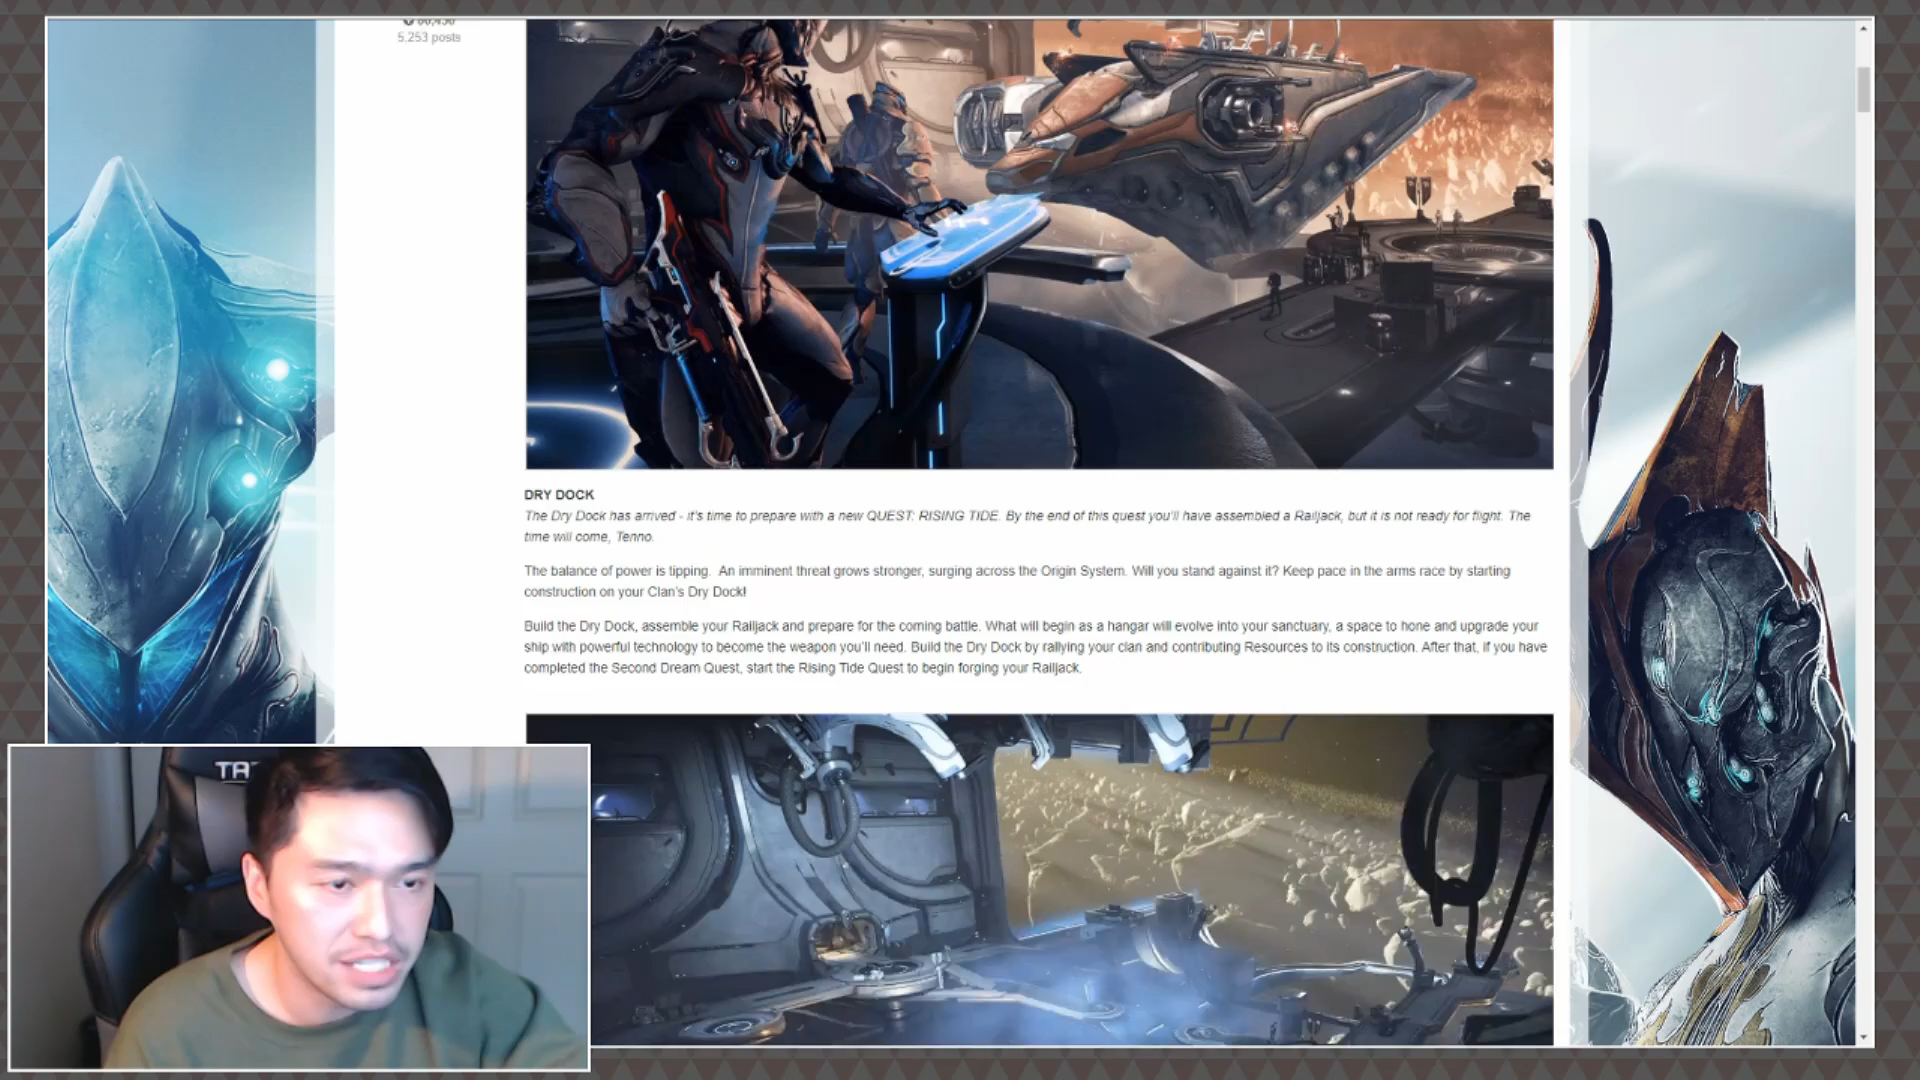 5,253 posts
DRY DOCK
The Dry Dock has arrived - it's time to prepare with a new QUEST: RISING TIDE. By the end of this quest you'll have assembled a Railjack, but it is not ready for flight. The
time will come, Tenno.
The balance of power is tipping. An imminent threat grows stronger, surging across the Origin System. Will you stand against it? Keep pace in the arms race by starting
construction on your Clan's Dry Dock!
Build the Dry Dock, assemble your Railjack and prepare for the coming battle. What will begin as a hangar will evolve into your sanctuary, a space to hone and upgrade your
ship with powerful technology to become the weapon you'll need. Build the Dry Dock by rallying your clan and contributing Resources to its construction. After that, if you have
completed the Second Dream Quest, start the Rising Tide Quest to begin forging your Railjack.